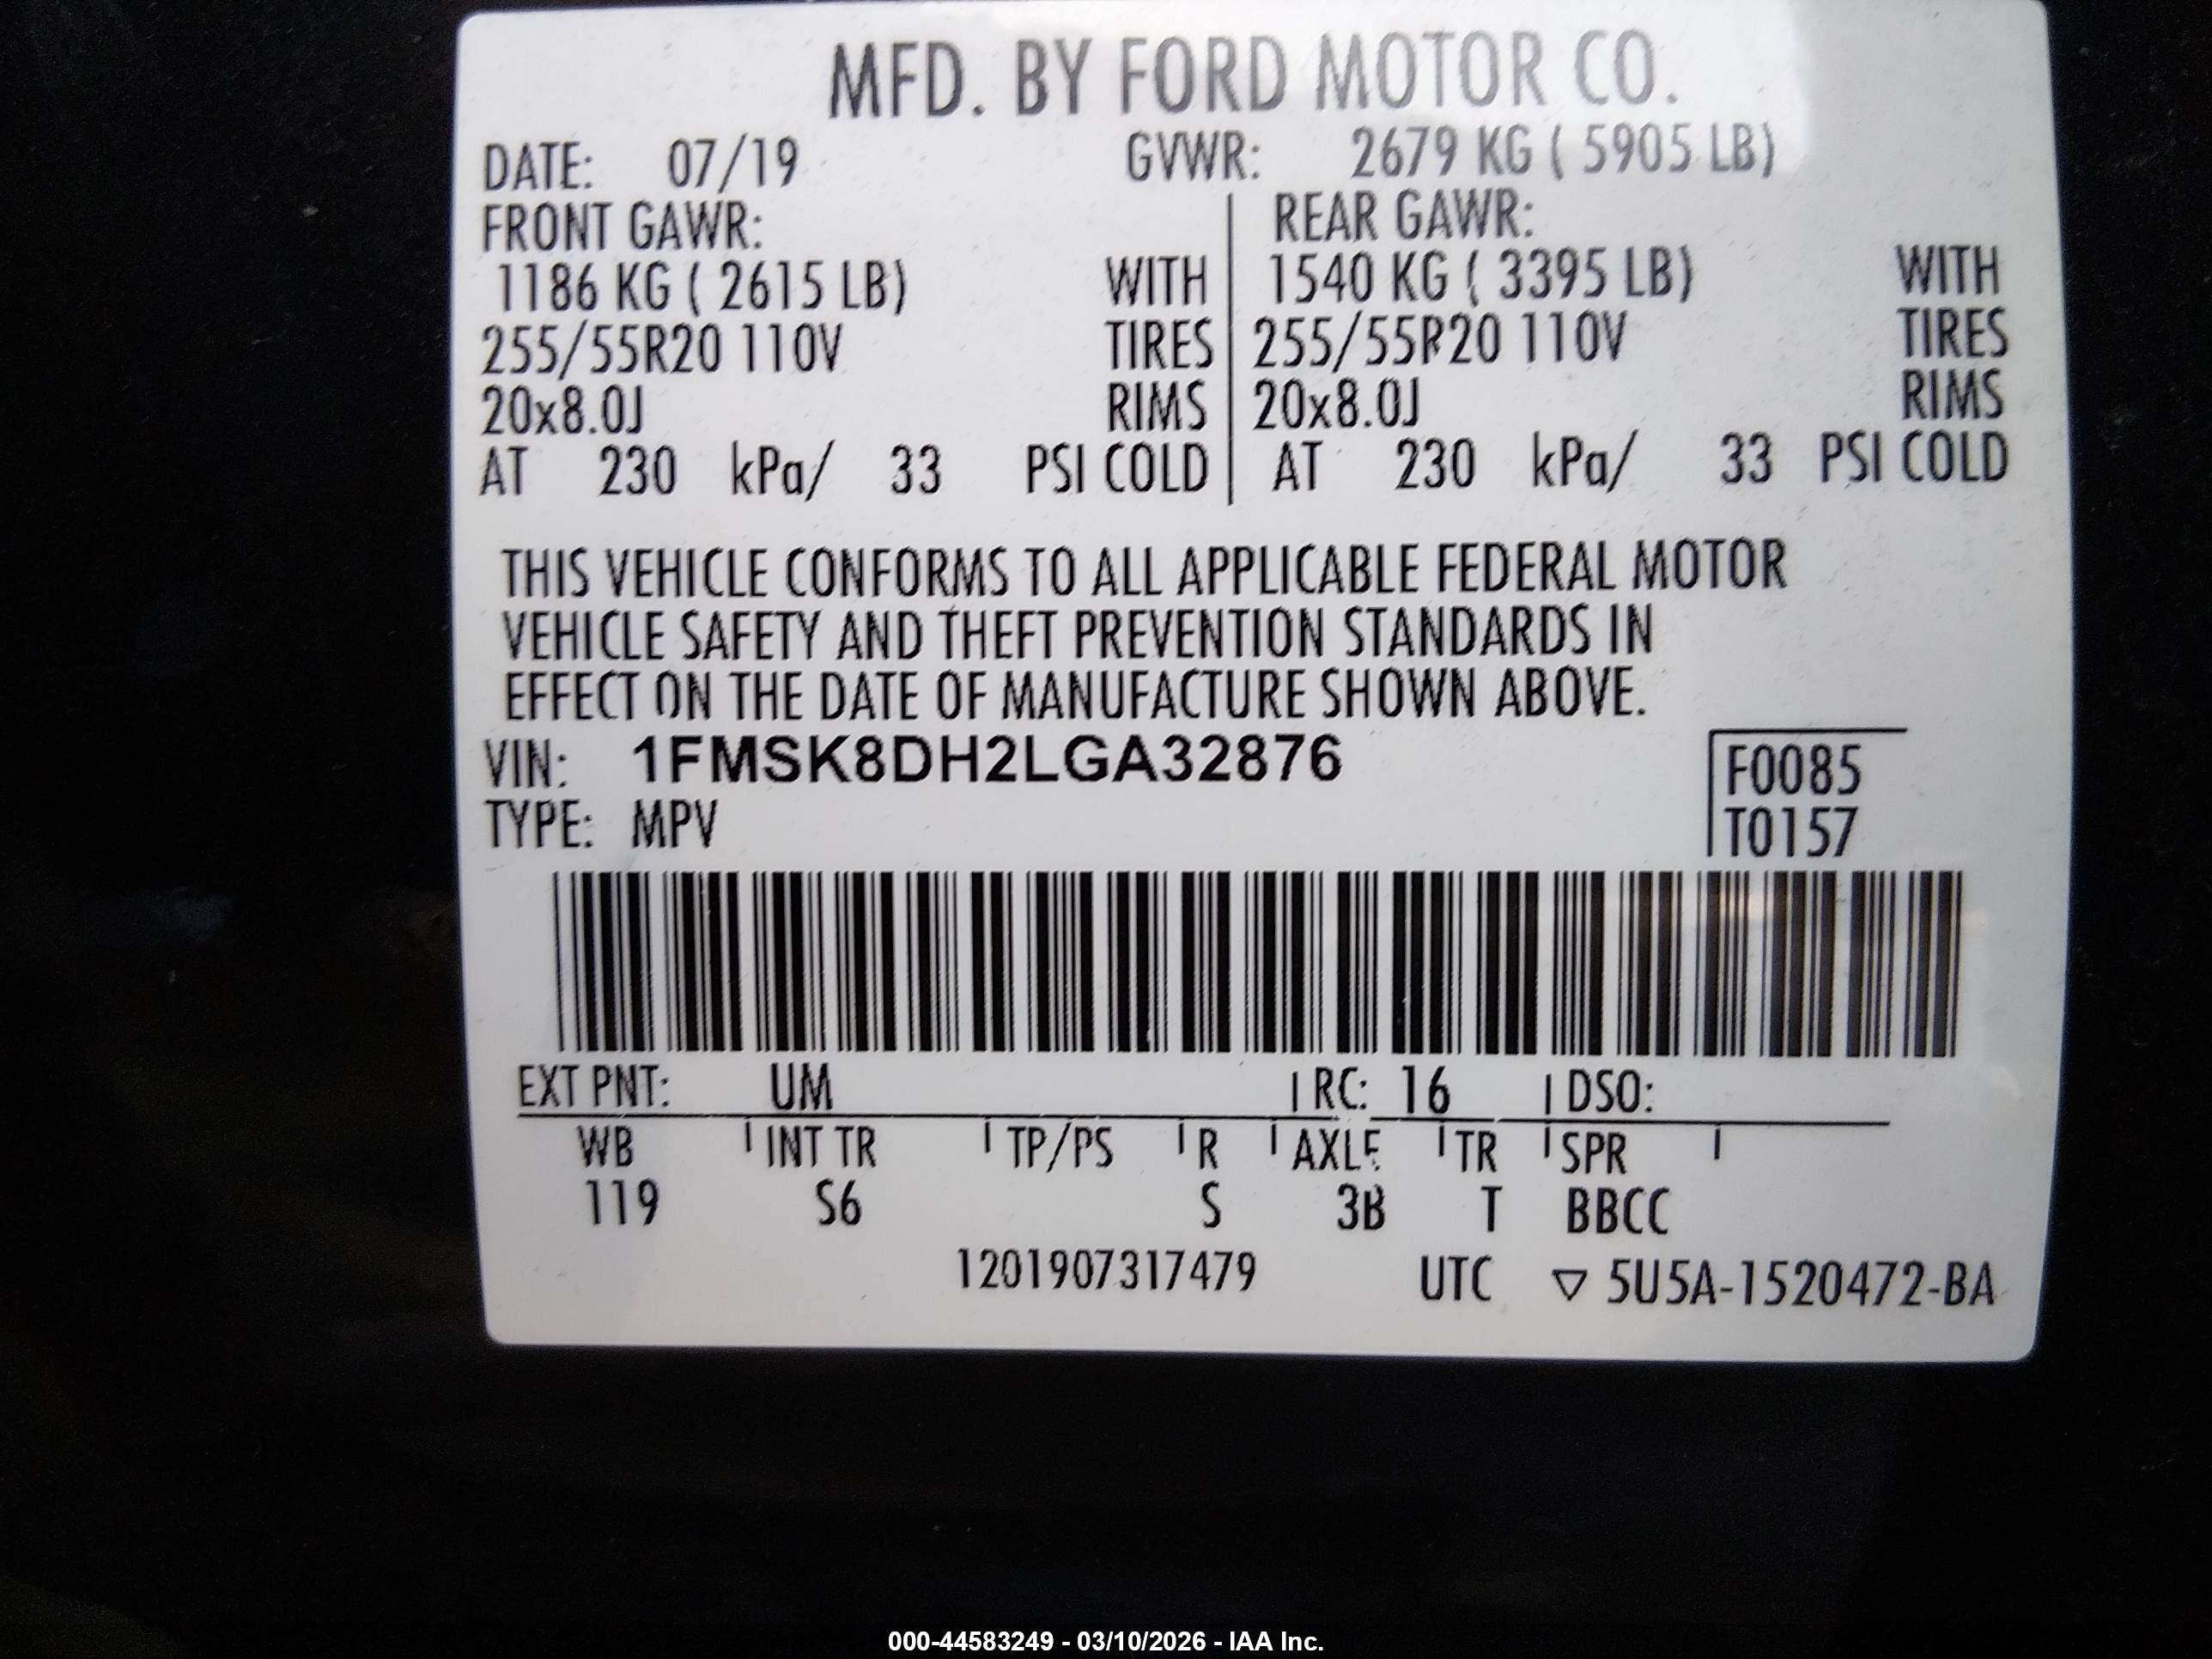 MFD. BY FORD MOTOR CO.
DATE: 07/19 GVWR: 2679 KG ( 5905 LB)
FRONT GAWR: REAR GAWR:
1186 KG ( 2615 LB) WITH 1540 KG ( 3395 LB) WITH
255/55R20 110V TIRES 255/55R20 110V TIRES
20x8.0J RIMS 20x8.0J RIMS
AT 230 kPa/ 33 PSI COLD AT 230 kPa/ 33 PSI COLD
THIS VEHICLE CONFORMS TO ALL APPLICABLE FEDERAL MOTOR
VEHICLE SAFETY AND THEFT PREVENTION STANDARDS IN
EFFECT ON THE DATE OF MANUFACTURE SHOWN ABOVE.
VIN: 1FMSK8DH2LGA32876 F0085
TYPE: MPV T0157
EXT PNT: UM RC: 16 DSO:
WB INT TR TP/PS R AXLE TR SPR
119 S6 S 3B T BBCC
1201907317479 UTC ▽ 5U5A-1520472-BA
000-44583249 - 03/10/2026 - IAA Inc.